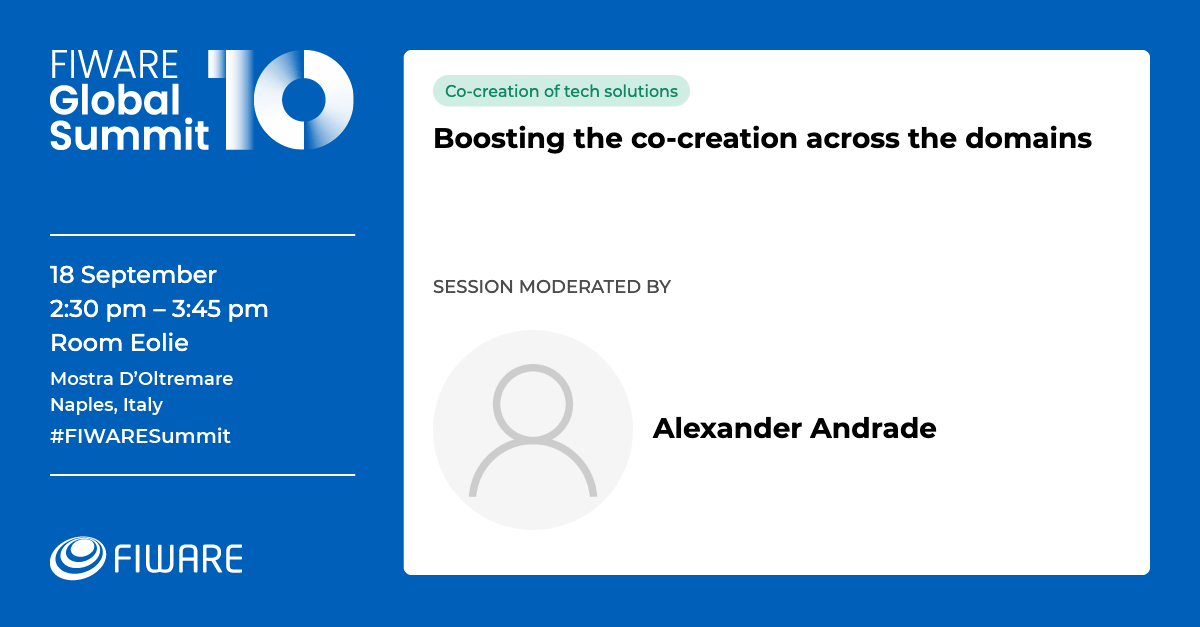 FIWARE
Global
Summit
10
18 September
2:30 pm – 3:45 pm
Room Eolie
Mostra D’Oltremare
Naples, Italy
#FIWARESummit
FIWARE
Co-creation of tech solutions
Boosting the co-creation across the domains
SESSION MODERATED BY
Alexander Andrade